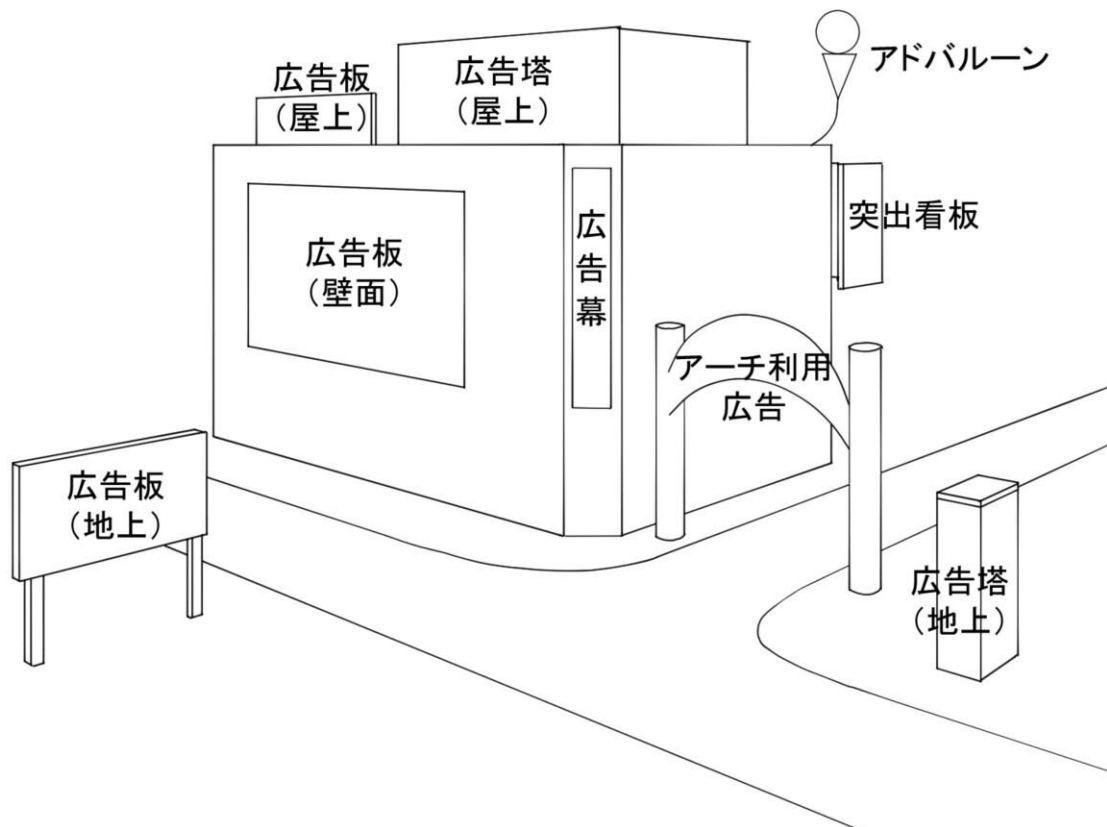 広告板
（屋上）
広告塔
（屋上）
アドバルーン
突出看板
広告板
（壁面）
広告幕
アーチ利用
広告
広告板
（地上）
広告塔
（地上）